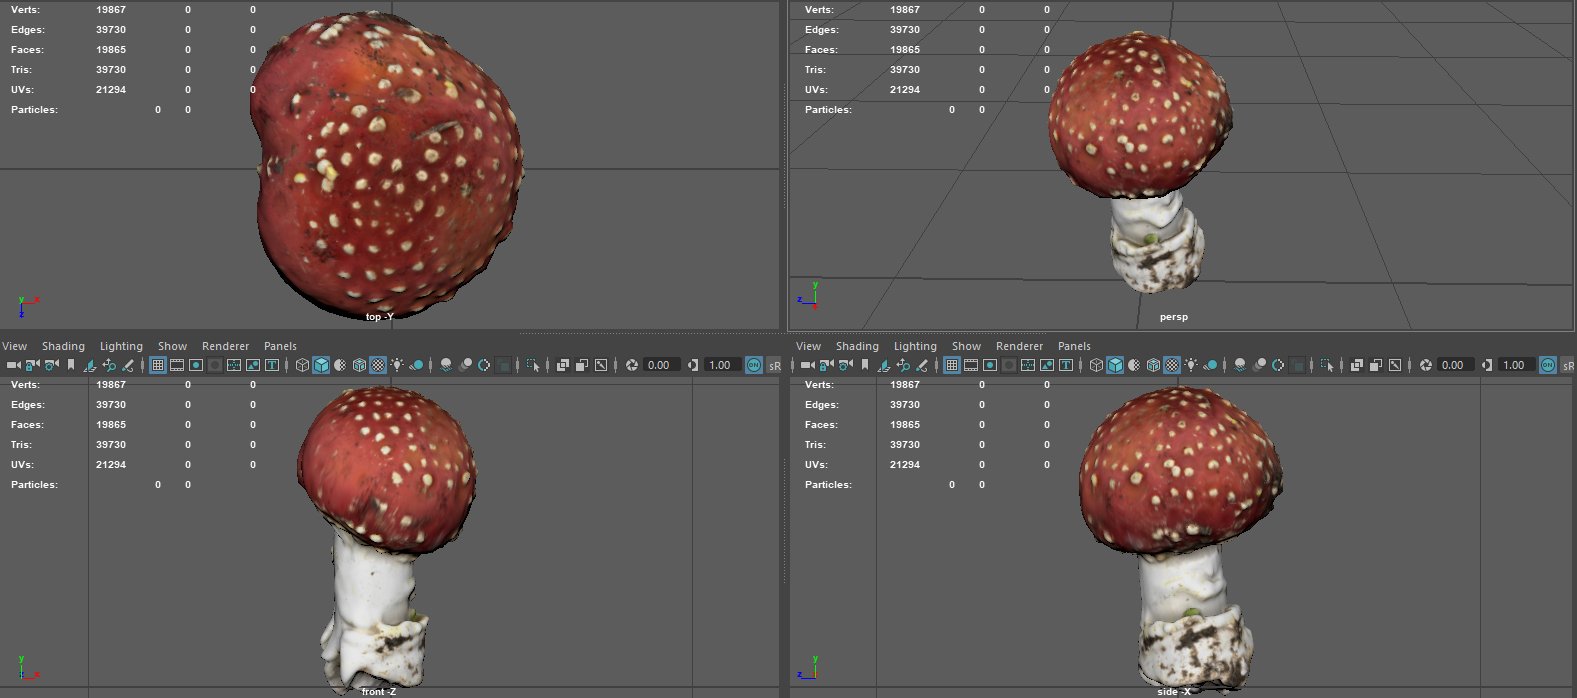 Verts: 19867 0 0
Edges: 39730 0 0
Faces: 19865 0 0
Tris: 39730 0 0
UVs: 21294 0 0
Particles: 0 0
y x z
top -Y
Verts: 19867 0 0
Edges: 39730 0 0
Faces: 19865 0 0
Tris: 39730 0 0
UVs: 21294 0 0
Particles: 0 0
y z
persp
View Shading Lighting Show Renderer Panels
0.00 1.00 ON sR
Verts: 19867 0 0
Edges: 39730 0 0
Faces: 19865 0 0
Tris: 39730 0 0
UVs: 21294 0 0
Particles: 0 0
y x
front -Z
View Shading Lighting Show Renderer Panels
0.00 1.00 ON sR
Verts: 19867 0 0
Edges: 39730 0 0
Faces: 19865 0 0
Tris: 39730 0 0
UVs: 21294 0 0
Particles: 0 0
y z
side -X